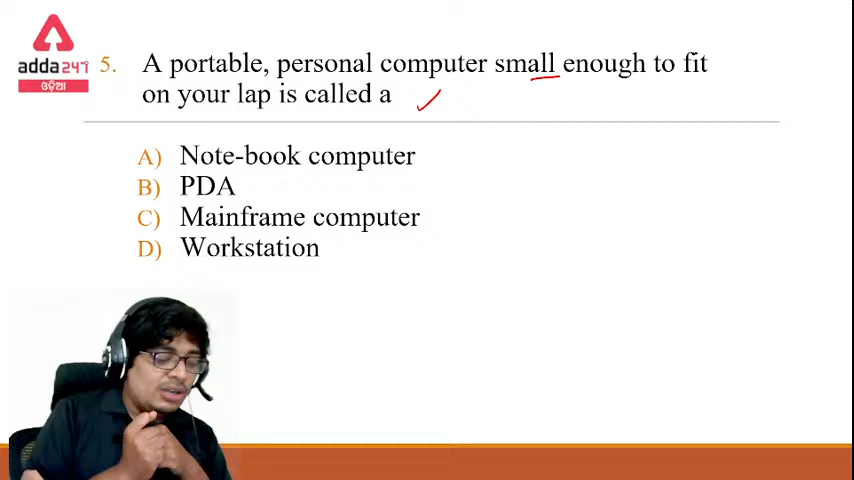 adda247
ଓଡ଼ିଆ
5. A portable, personal computer small enough to fit
on your lap is called a
A) Note-book computer
B) PDA
C) Mainframe computer
D) Workstation